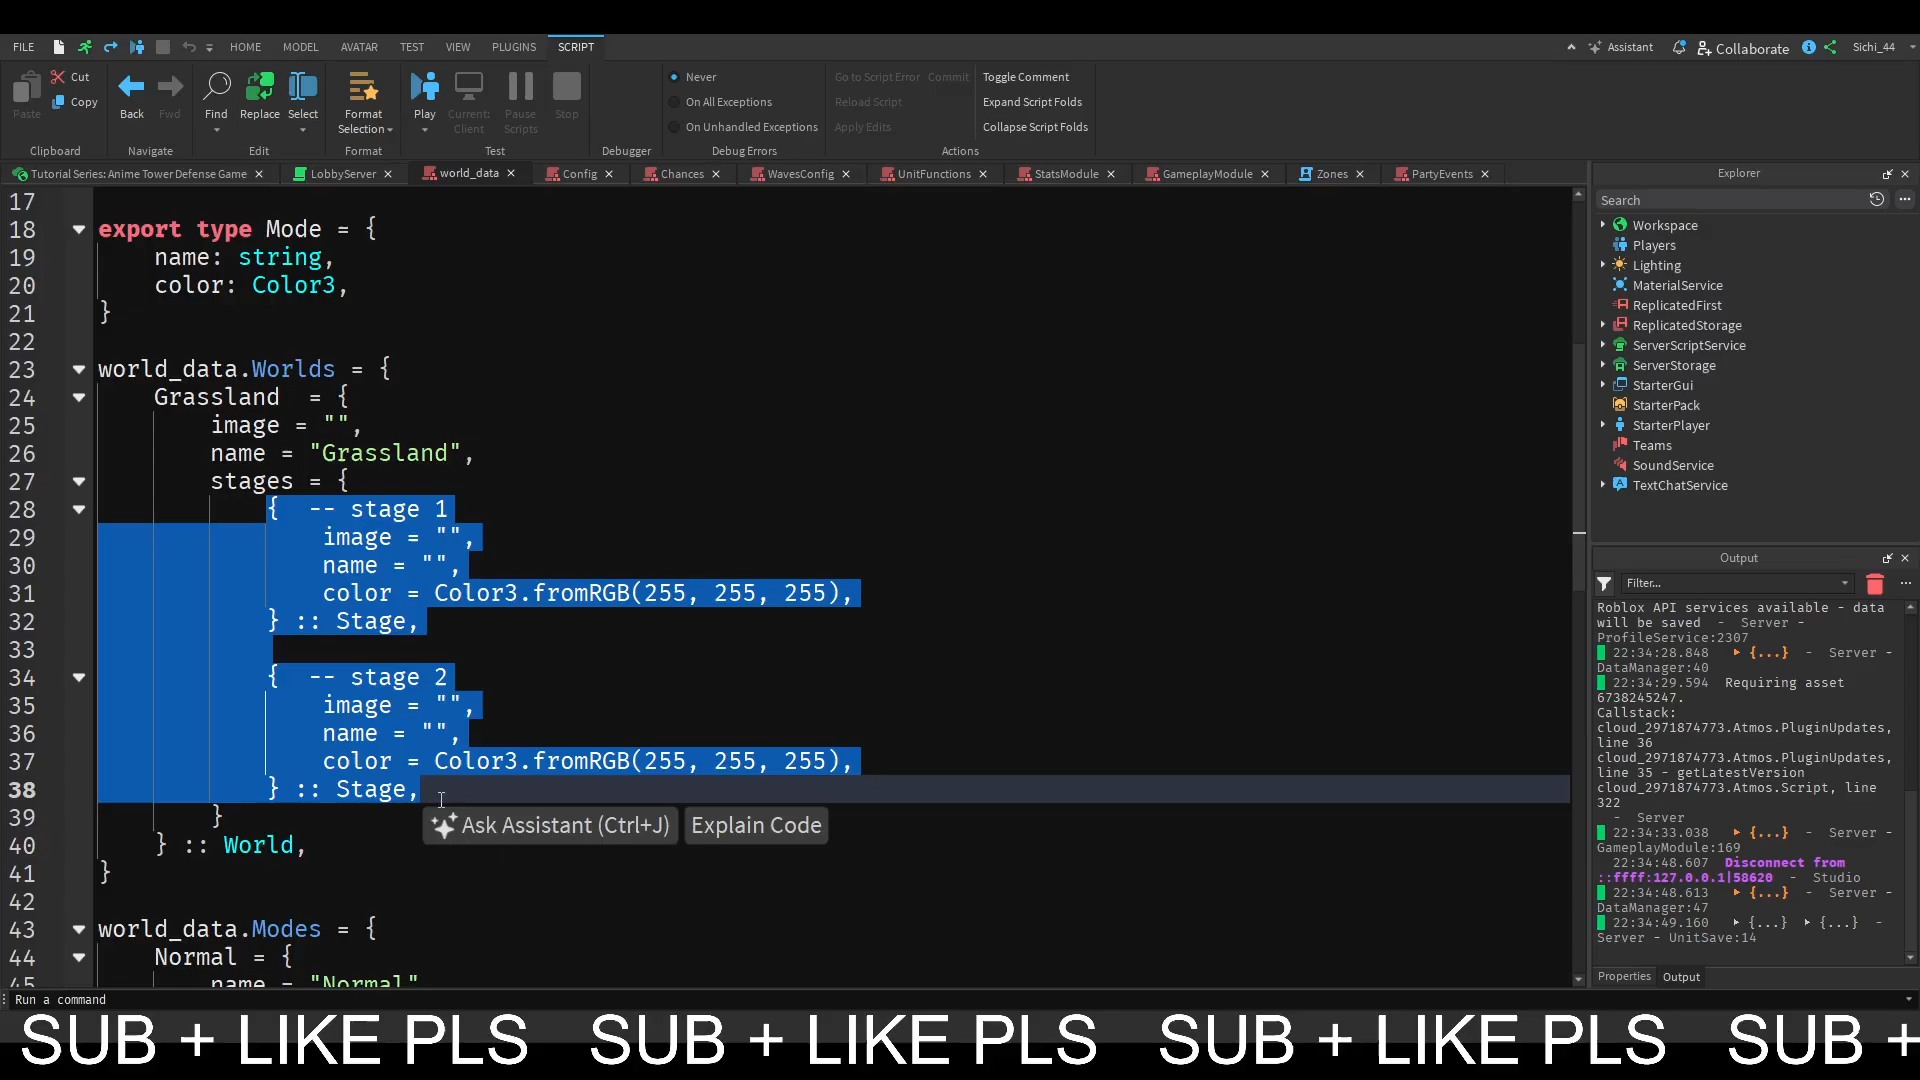 FILE HOME MODEL AVATAR TEST VIEW PLUGINS SCRIPT Assistant Collaborate Sichi_44
Paste Cut Copy
Clipboard
Back Fwd
Navigate
Find Replace Select
Edit
Format Selection
Format
Play Current: Client Pause Scripts Stop
Test
Debugger
Never
On All Exceptions
On Unhandled Exceptions
Debug Errors
Go to Script Error Commit
Reload Script
Apply Edits
Toggle Comment
Expand Script Folds
Collapse Script Folds
Actions
Tutorial Series: Anime Tower Defense Game LobbyServer world_data Config Chances WavesConfig UnitFunctions StatsModule GameplayModule Zones PartyEvents
17
18 export type Mode = {
19 name: string,
20 color: Color3,
21 }
22
23 world_data.Worlds = {
24 Grassland = {
25 image = "",
26 name = "Grassland",
27 stages = {
28 { -- stage 1
29 image = "",
30 name = "",
31 color = Color3.fromRGB(255, 255, 255),
32 } :: Stage,
33
34 { -- stage 2
35 image = "",
36 name = "",
37 color = Color3.fromRGB(255, 255, 255),
38 } :: Stage,
39 }
40 } :: World,
41 }
42
43 world_data.Modes = {
44 Normal = {
45 name = "Normal"
Ask Assistant (Ctrl+J) Explain Code
Explorer
Search
Workspace
Players
Lighting
MaterialService
ReplicatedFirst
ReplicatedStorage
ServerScriptService
ServerStorage
StarterGui
StarterPack
StarterPlayer
Teams
SoundService
TextChatService
Output
Filter...
Roblox API services available - data
will be saved - Server -
ProfileService:2307
22:34:28.848 {...} - Server -
DataManager:40
22:34:29.594 Requiring asset
6738245247.
Callstack:
cloud_2971874773.Atmos.PluginUpdates,
line 36
cloud_2971874773.Atmos.PluginUpdates,
line 35 - getLatestVersion
cloud_2971874773.Atmos.Script, line
322
- Server
22:34:33.038 {...} - Server -
GameplayModule:169
22:34:48.607 Disconnect from
::ffff:127.0.0.1|58620 - Studio
22:34:48.613 {...} - Server -
DataManager:47
22:34:49.160 {...} {...} -
Server - UnitSave:14
Properties Output
Run a command
SUB + LIKE PLS SUB + LIKE PLS SUB + LIKE PLS SUB +